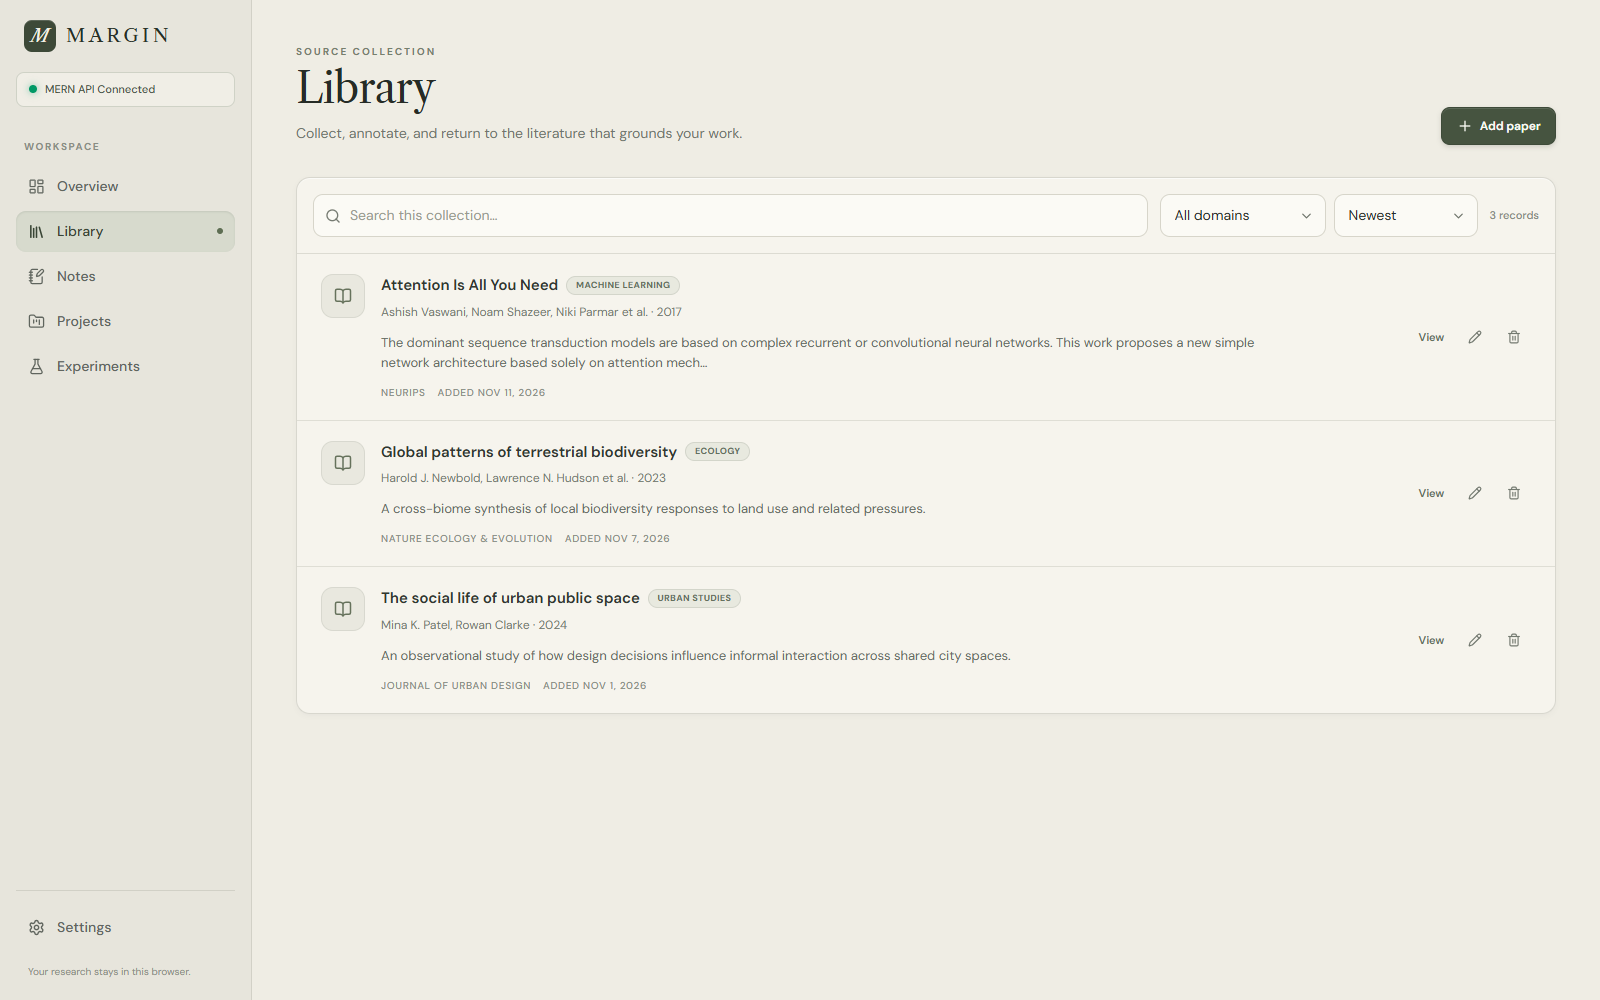 M MARGIN
MERN API Connected
WORKSPACE
Overview
Library
Notes
Projects
Experiments
Settings
Your research stays in this browser.
SOURCE COLLECTION
Library
Collect, annotate, and return to the literature that grounds your work.
Add paper
Search this collection...
All domains
Newest
3 records
Attention Is All You Need MACHINE LEARNING
Ashish Vaswani, Noam Shazeer, Niki Parmar et al. · 2017
The dominant sequence transduction models are based on complex recurrent or convolutional neural networks. This work proposes a new simple
network architecture based solely on attention mech...
NEURIPS ADDED NOV 11, 2026
View
Global patterns of terrestrial biodiversity ECOLOGY
Harold J. Newbold, Lawrence N. Hudson et al. · 2023
A cross-biome synthesis of local biodiversity responses to land use and related pressures.
NATURE ECOLOGY & EVOLUTION ADDED NOV 7, 2026
View
The social life of urban public space URBAN STUDIES
Mina K. Patel, Rowan Clarke · 2024
An observational study of how design decisions influence informal interaction across shared city spaces.
JOURNAL OF URBAN DESIGN ADDED NOV 1, 2026
View